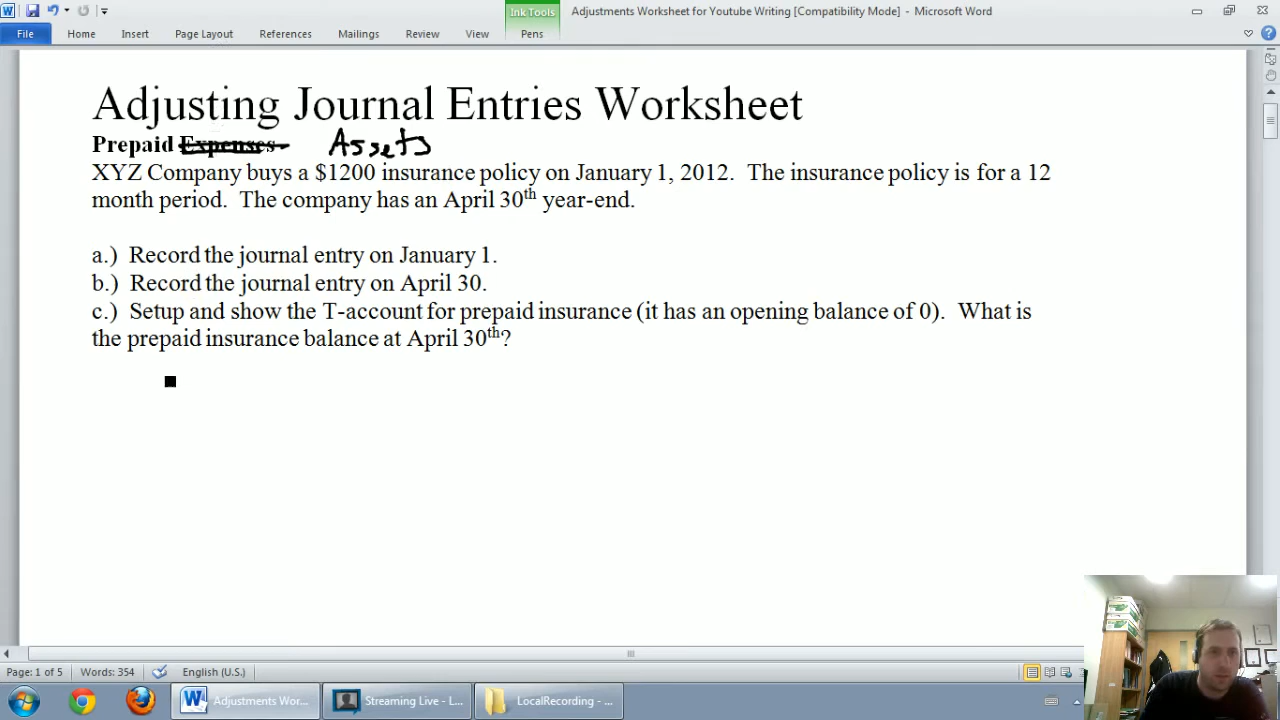 Ink Tools
Adjustments Worksheet for Youtube Writing [Compatibility Mode] - Microsoft Word
File Home Insert Page Layout References Mailings Review View Pens
Adjusting Journal Entries Worksheet
Prepaid Expenses Assets
XYZ Company buys a $1200 insurance policy on January 1, 2012. The insurance policy is for a 12
month period. The company has an April 30th year-end.
a.) Record the journal entry on January 1.
b.) Record the journal entry on April 30.
c.) Setup and show the T-account for prepaid insurance (it has an opening balance of 0). What is
the prepaid insurance balance at April 30th?
Page: 1 of 5 Words: 354 English (U.S.)
Adjustments Wor... Streaming Live - L... LocalRecording - ...